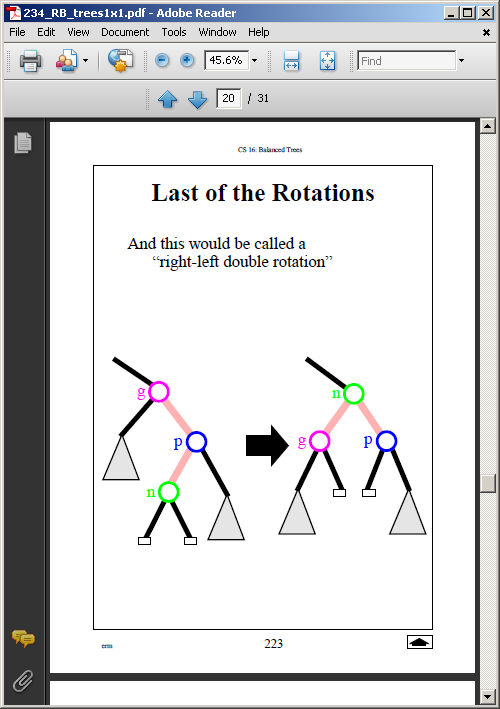 234_RB_trees1x1.pdf - Adobe Reader
File Edit View Document Tools Window Help
45.6% Find
20 / 31
CS 16: Balanced Trees
Last of the Rotations
And this would be called a
“right-left double rotation”
g n
p g p
n
erm 223